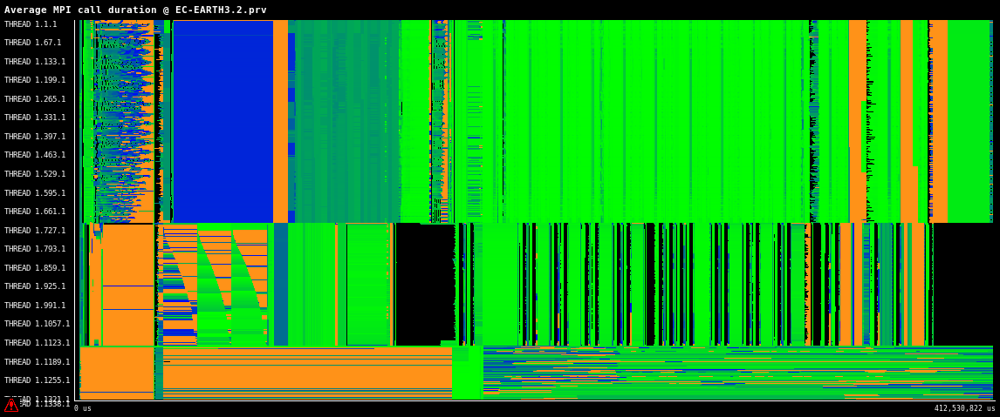 Average MPI call duration @ EC-EARTH3.2.prv
THREAD 1.1.1
THREAD 1.67.1
THREAD 1.133.1
THREAD 1.199.1
THREAD 1.265.1
THREAD 1.331.1
THREAD 1.397.1
THREAD 1.463.1
THREAD 1.529.1
THREAD 1.595.1
THREAD 1.661.1
THREAD 1.727.1
THREAD 1.793.1
THREAD 1.859.1
THREAD 1.925.1
THREAD 1.991.1
THREAD 1.1057.1
THREAD 1.1123.1
THREAD 1.1189.1
THREAD 1.1255.1
THREAD 1.1321.1
AD 1.1338.1
0 us
412,530,822 us